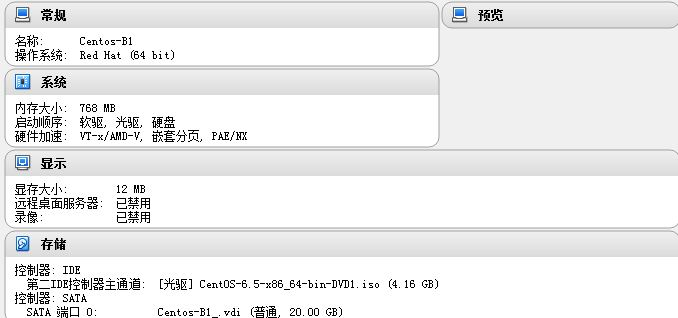 常规
预览
名称: Centos-B1
操作系统: Red Hat (64 bit)
系统
内存大小: 768 MB
启动顺序: 软驱, 光驱, 硬盘
硬件加速: VT-x/AMD-V, 嵌套分页, PAE/NX
显示
显存大小: 12 MB
远程桌面服务器: 已禁用
录像: 已禁用
存储
控制器: IDE
第二IDE控制器主通道: [光驱] CentOS-6.5-x86_64-bin-DVD1.iso (4.16 GB)
控制器: SATA
SATA 端口 0: Centos-B1_.vdi (普通, 20.00 GB)